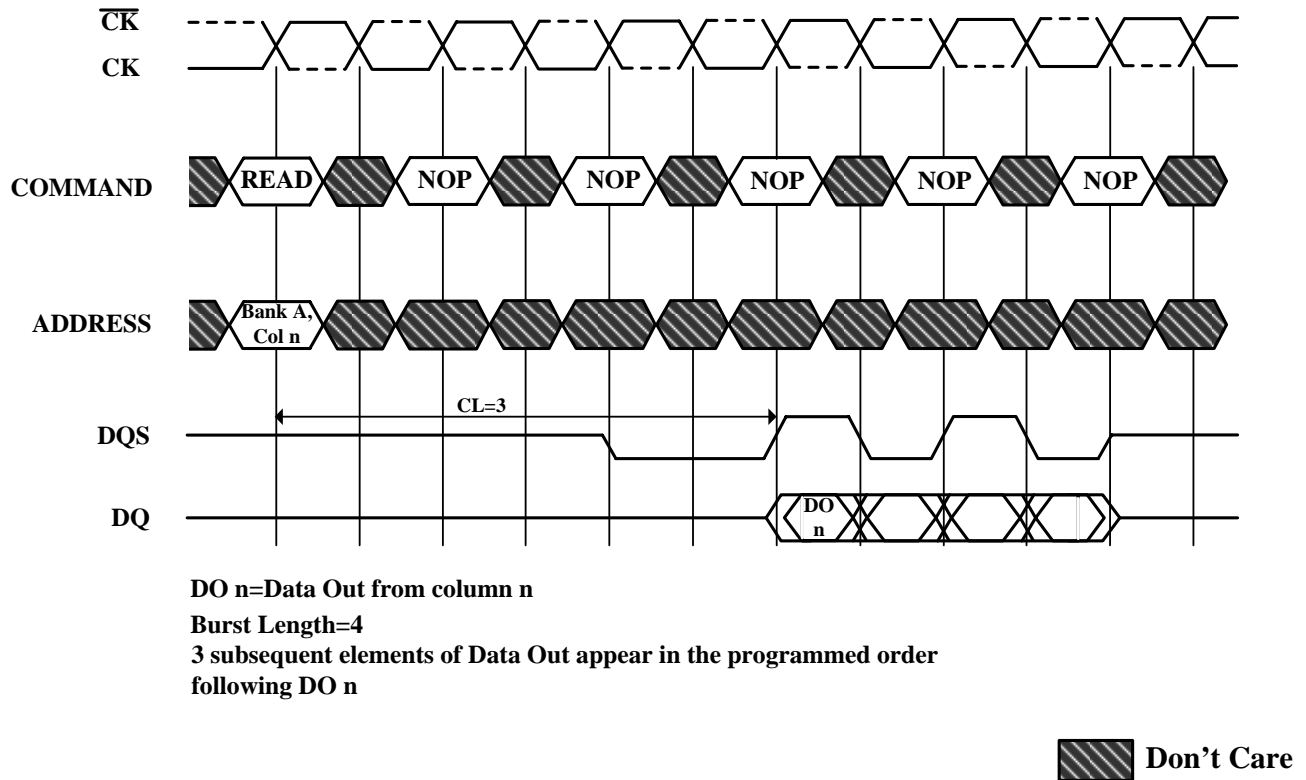 CK
CK
COMMAND READ NOP NOP NOP NOP NOP
ADDRESS Bank A,
Col n
CL=3
DQS
DQ DO
n
DO n=Data Out from column n
Burst Length=4
3 subsequent elements of Data Out appear in the programmed order
following DO n
Don't Care